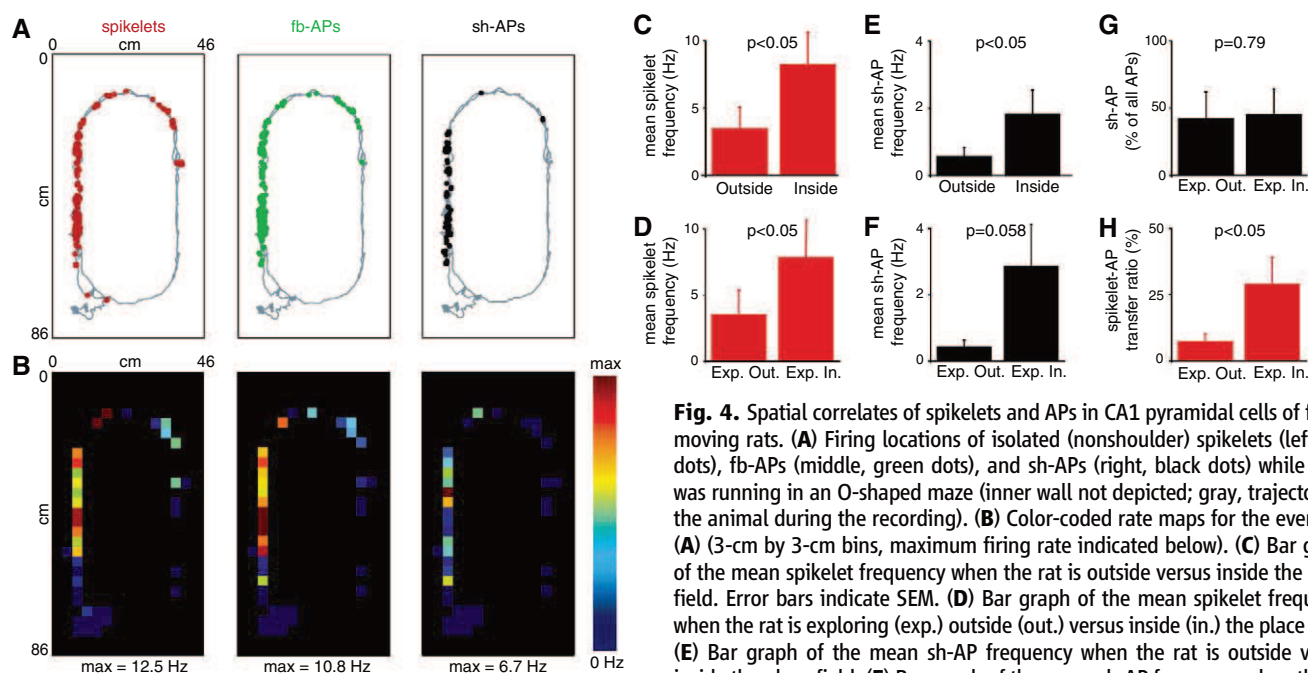 A
spikelets
fb-APs
sh-APs
0 cm 46
0
cm
86
B
0 cm 46
0
cm
86
max = 12.5 Hz
max = 10.8 Hz
max = 6.7 Hz
max
0 Hz
C
mean spikelet
frequency (Hz)
10
5
0
p<0.05
Outside Inside
D
mean spikelet
frequency (Hz)
10
5
0
p<0.05
Exp. Out. Exp. In.
E
mean sh-AP
frequency (Hz)
4
2
0
p<0.05
Outside Inside
F
mean sh-AP
frequency (Hz)
4
2
0
p=0.058
Exp. Out. Exp. In.
G
sh-AP
(% of all APs)
100
50
0
p=0.79
Exp. Out. Exp. In.
H
spikelet-AP
transfer ratio (%)
50
25
0
p<0.05
Exp. Out. Exp. In.
Fig. 4. Spatial correlates of spikelets and APs in CA1 pyramidal cells of f
moving rats. (A) Firing locations of isolated (nonshoulder) spikelets (lef
dots), fb-APs (middle, green dots), and sh-APs (right, black dots) while
was running in an O-shaped maze (inner wall not depicted; gray, trajecto
the animal during the recording). (B) Color-coded rate maps for the ever
(A) (3-cm by 3-cm bins, maximum firing rate indicated below). (C) Bar g
of the mean spikelet frequency when the rat is outside versus inside the
field. Error bars indicate SEM. (D) Bar graph of the mean spikelet frequ
when the rat is exploring (exp.) outside (out.) versus inside (in.) the place
(E) Bar graph of the mean sh-AP frequency when the rat is outside v